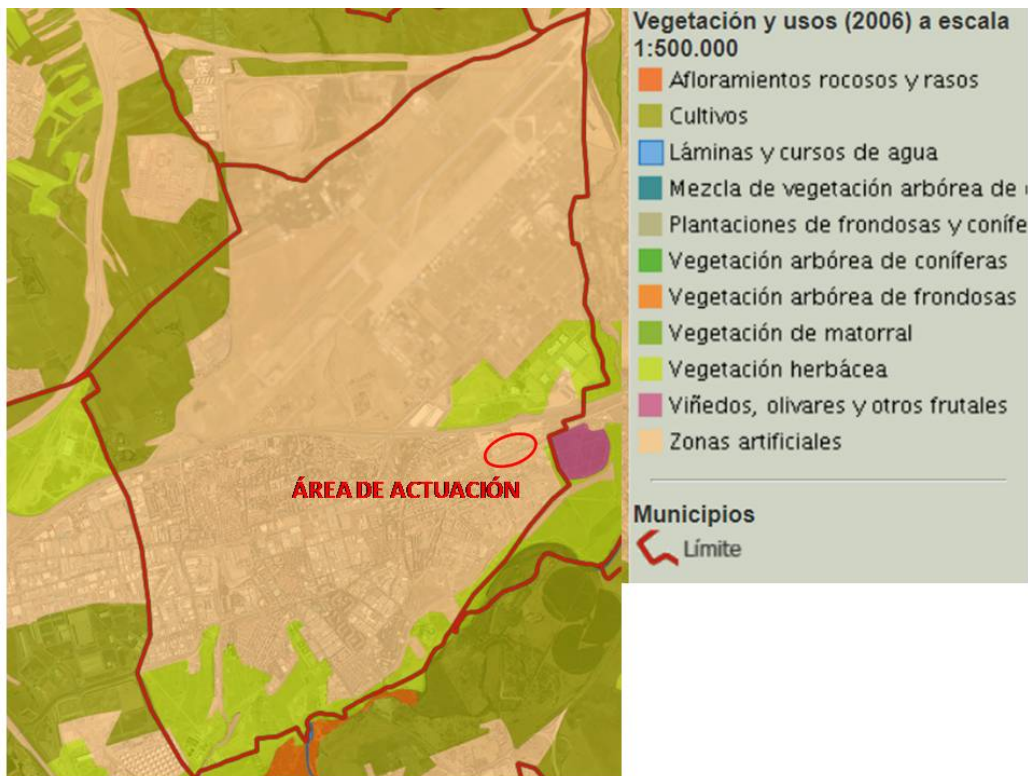 Vegetación y usos (2006) a escala
1:500.000
Afloramientos rocosos y rasos
Cultivos
Láminas y cursos de agua
Mezcla de vegetación arbórea de
Plantaciones de frondosas y conífe
Vegetación arbórea de coníferas
Vegetación arbórea de frondosas
Vegetación de matorral
Vegetación herbácea
Viñedos, olivares y otros frutales
Zonas artificiales
Municipios
Límite
ÁREA DE ACTUACIÓN